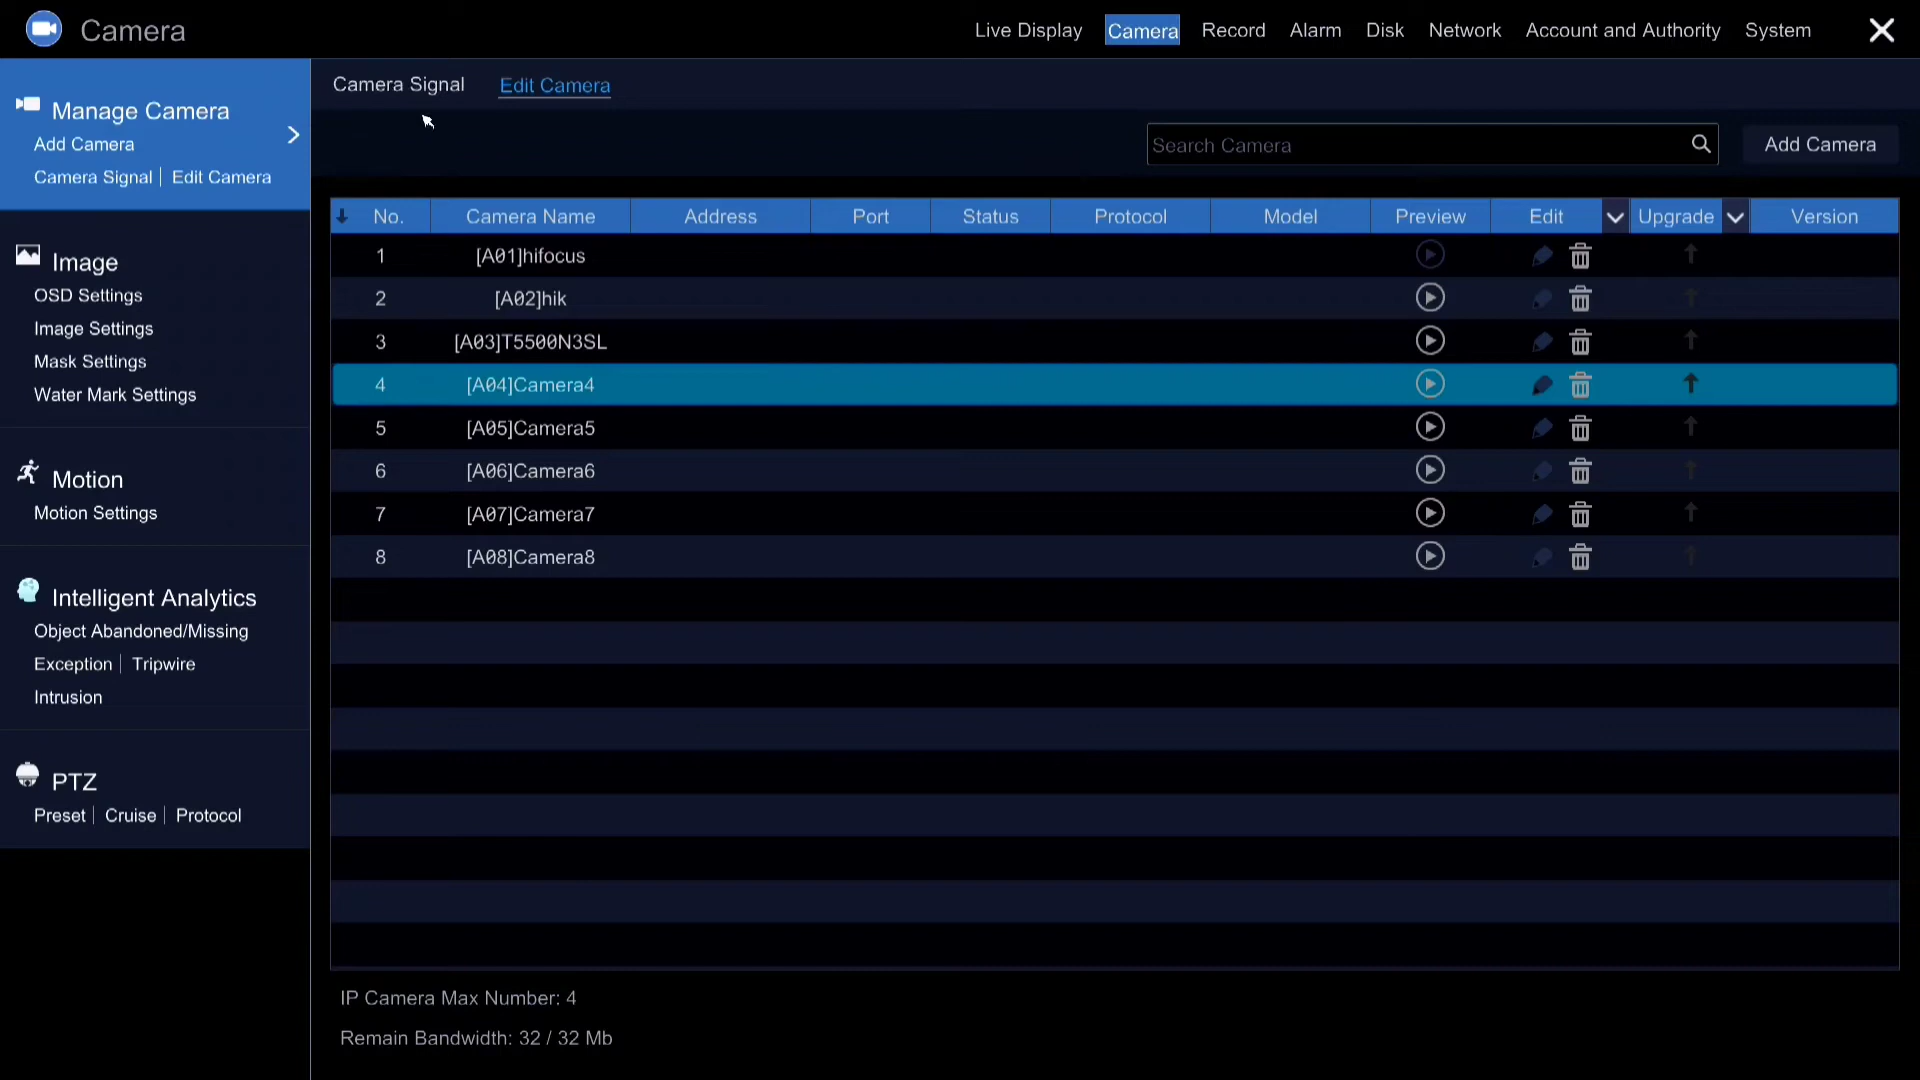 Camera
Live Display Camera Record Alarm Disk Network Account and Authority System
Manage Camera
Add Camera
Camera Signal | Edit Camera
Image
OSD Settings
Image Settings
Mask Settings
Water Mark Settings
Motion
Motion Settings
Intelligent Analytics
Object Abandoned/Missing
Exception | Tripwire
Intrusion
PTZ
Preset | Cruise | Protocol
Camera Signal Edit Camera
Search Camera Add Camera
No. Camera Name Address Port Status Protocol Model Preview Edit Upgrade Version
1 [A01]hifocus
2 [A02]hik
3 [A03]T5500N3SL
4 [A04]Camera4
5 [A05]Camera5
6 [A06]Camera6
7 [A07]Camera7
8 [A08]Camera8
IP Camera Max Number: 4
Remain Bandwidth: 32 / 32 Mb